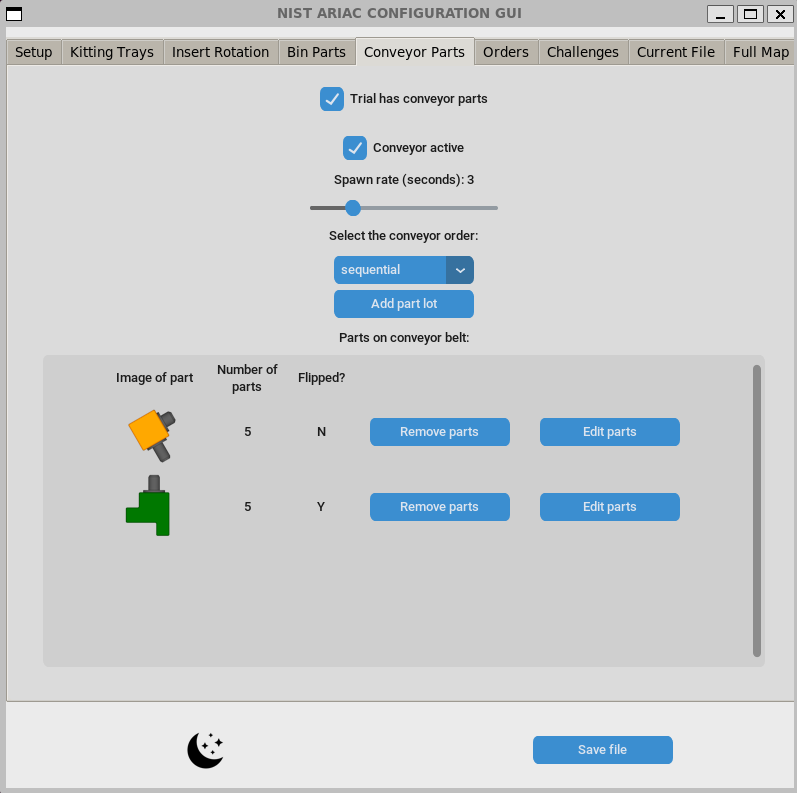 NIST ARIAC CONFIGURATION GUI
Setup Kitting Trays Insert Rotation Bin Parts Conveyor Parts Orders Challenges Current File Full Map
Trial has conveyor parts
Conveyor active
Spawn rate (seconds): 3
Select the conveyor order:
sequential
Add part lot
Parts on conveyor belt:
Image of part Number of parts Flipped?
5 N Remove parts Edit parts
5 Y Remove parts Edit parts
Save file